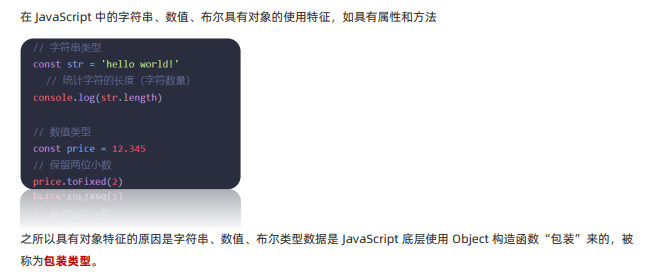 在 JavaScript 中的字符串、数值、布尔具有对象的使用特征，如具有属性和方法
// 字符串类型
const str = 'hello world!'
// 统计字符的长度（字符数量）
console.log(str.length)
// 数值类型
const price = 12.345
// 保留两位小数
price.toFixed(2)
之所以具有对象特征的原因是字符串、数值、布尔类型数据是 JavaScript 底层使用 Object 构造函数“包装”来的，被
称为包装类型。